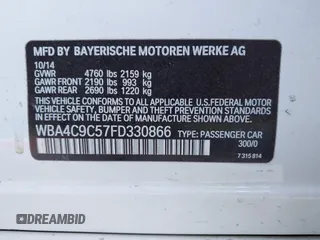 MFD BY BAYERISCHE MOTOREN WERKE AG
10/14
GVWR 4760 lbs 2159 kg
GAWR FRONT 2190 lbs 993 kg
GAWR REAR 2690 lbs 1220 kg
THIS VEHICLE CONFORMS TO ALL APPLICABLE FEDERAL MOTOR VEHICLE SAFETY, BUMPER, AND THEFT PREVENTION STANDARDS IN EFFECT ON THE DATE OF MANUFACTURE SHOWN ABOVE.
WBA4C9C57FD330866 TYPE: PASSENGER CAR
300/0
7 315 814
DREAMBID